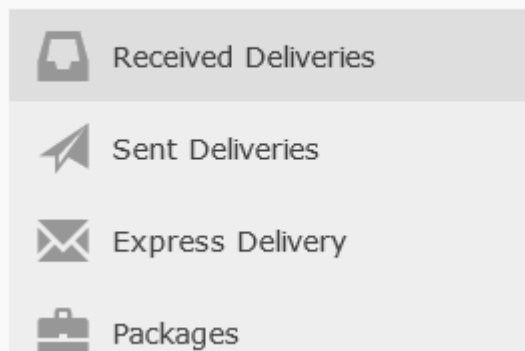 Received Deliveries
Sent Deliveries
Express Delivery
Packages